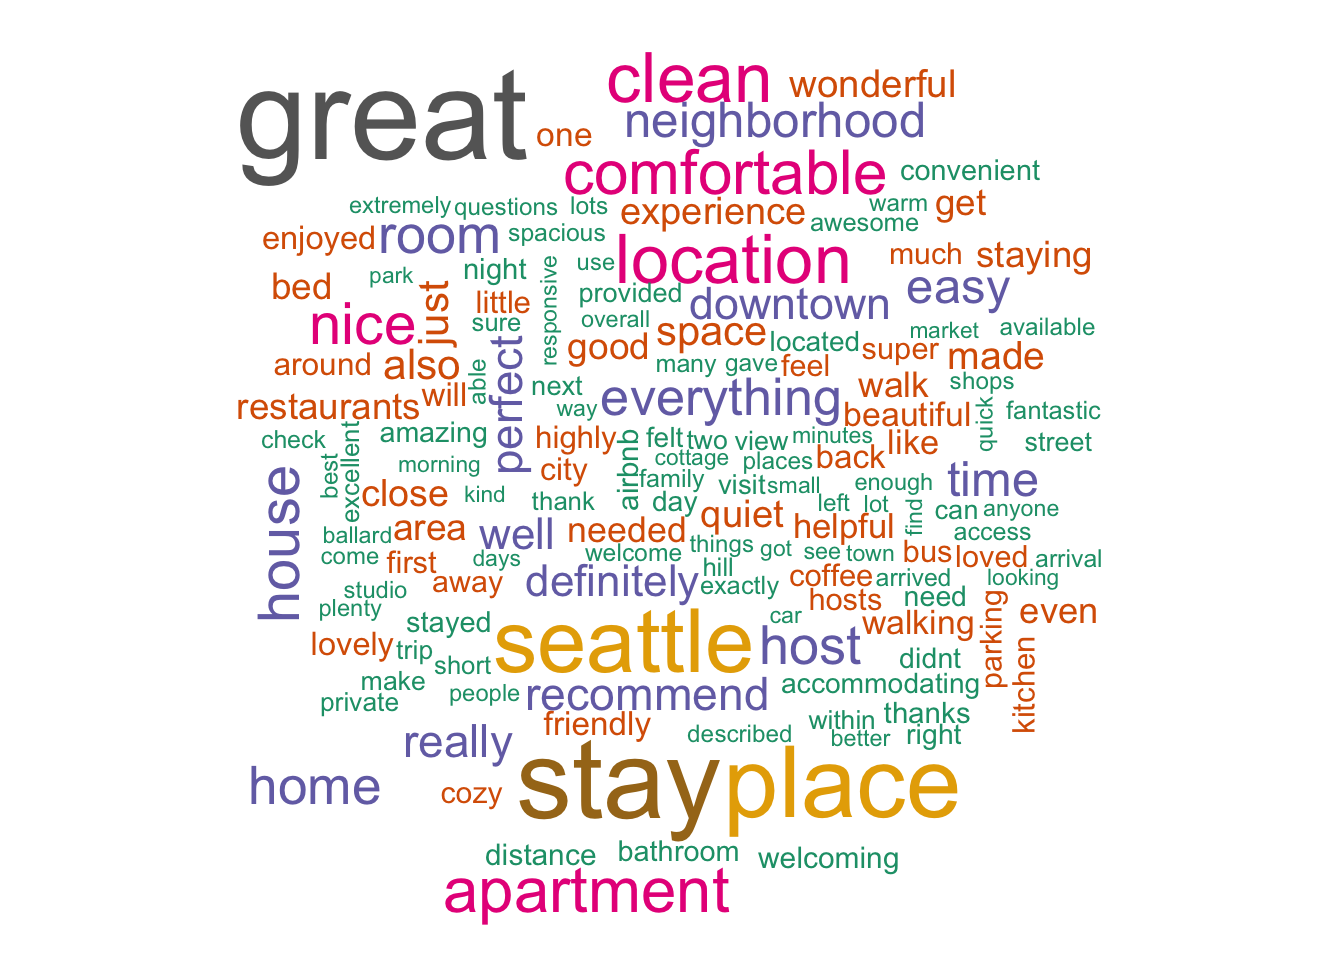 great
clean
wonderful
one
neighborhood
comfortable
convenient
extremely
questions
lots
experience
warm
get
awesome
enjoyed
room
spacious
location
much
staying
park
night
use
responsive
bed
just
little
provided
downtown
easy
nice
sure
overall
space
located
market
available
around
also
perfect
good
many
gave
feel
super
made
able
next
everything
walk
shops
restaurants
will
way
beautiful
quick
fantastic
check
excellent
amazing
highly
airbnb
felt
two
view
minutes
like
street
best
morning
city
cottage
places
back
house
close
kind
family
visit
small
enough
time
thank
day
left
lot
find
can
anyone
ballard
area
well
needed
quiet
helpful
access
come
first
days
welcome
things
got
see
town
bus
loved
arrival
studio
away
definitely
hill
exactly
coffee
arrived
looking
plenty
hosts
need
parking
even
stayed
seattle
car
walking
lovely
trip
short
host
didnt
kitchen
make
private
people
recommend
accommodating
friendly
within
thanks
really
described
better
right
home
cozy
stay
place
distance
bathroom
welcoming
apartment